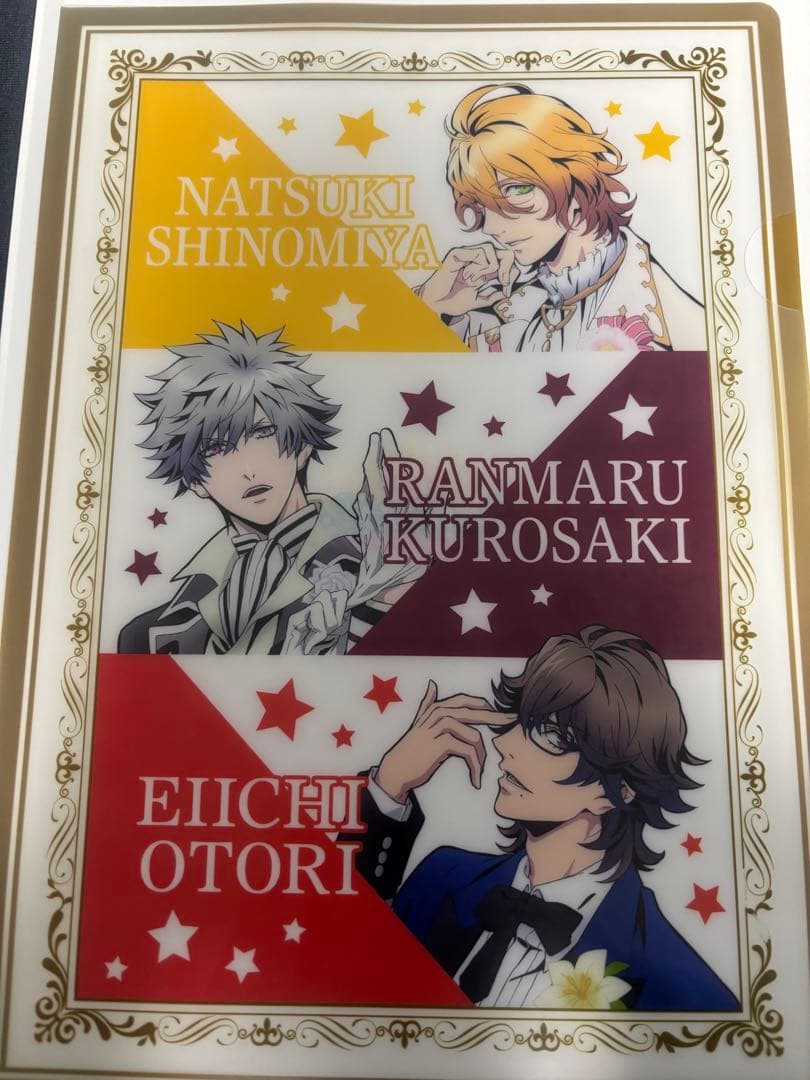 NATSUKI
SHINOMIYA
RANMARU
KUROSAKI
EIICHI
OTORI